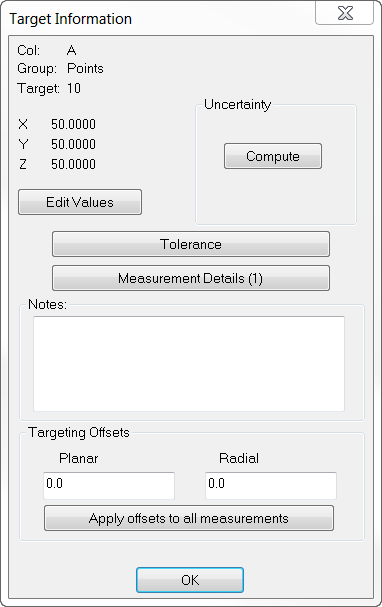 Target Information
Col: A
Group: Points
Target: 10
Uncertainty
X 50.0000
Y 50.0000
Z 50.0000
Compute
Edit Values
Tolerance
Measurement Details (1)
Notes:
Targeting Offsets
Planar Radial
0.0 0.0
Apply offsets to all measurements
OK